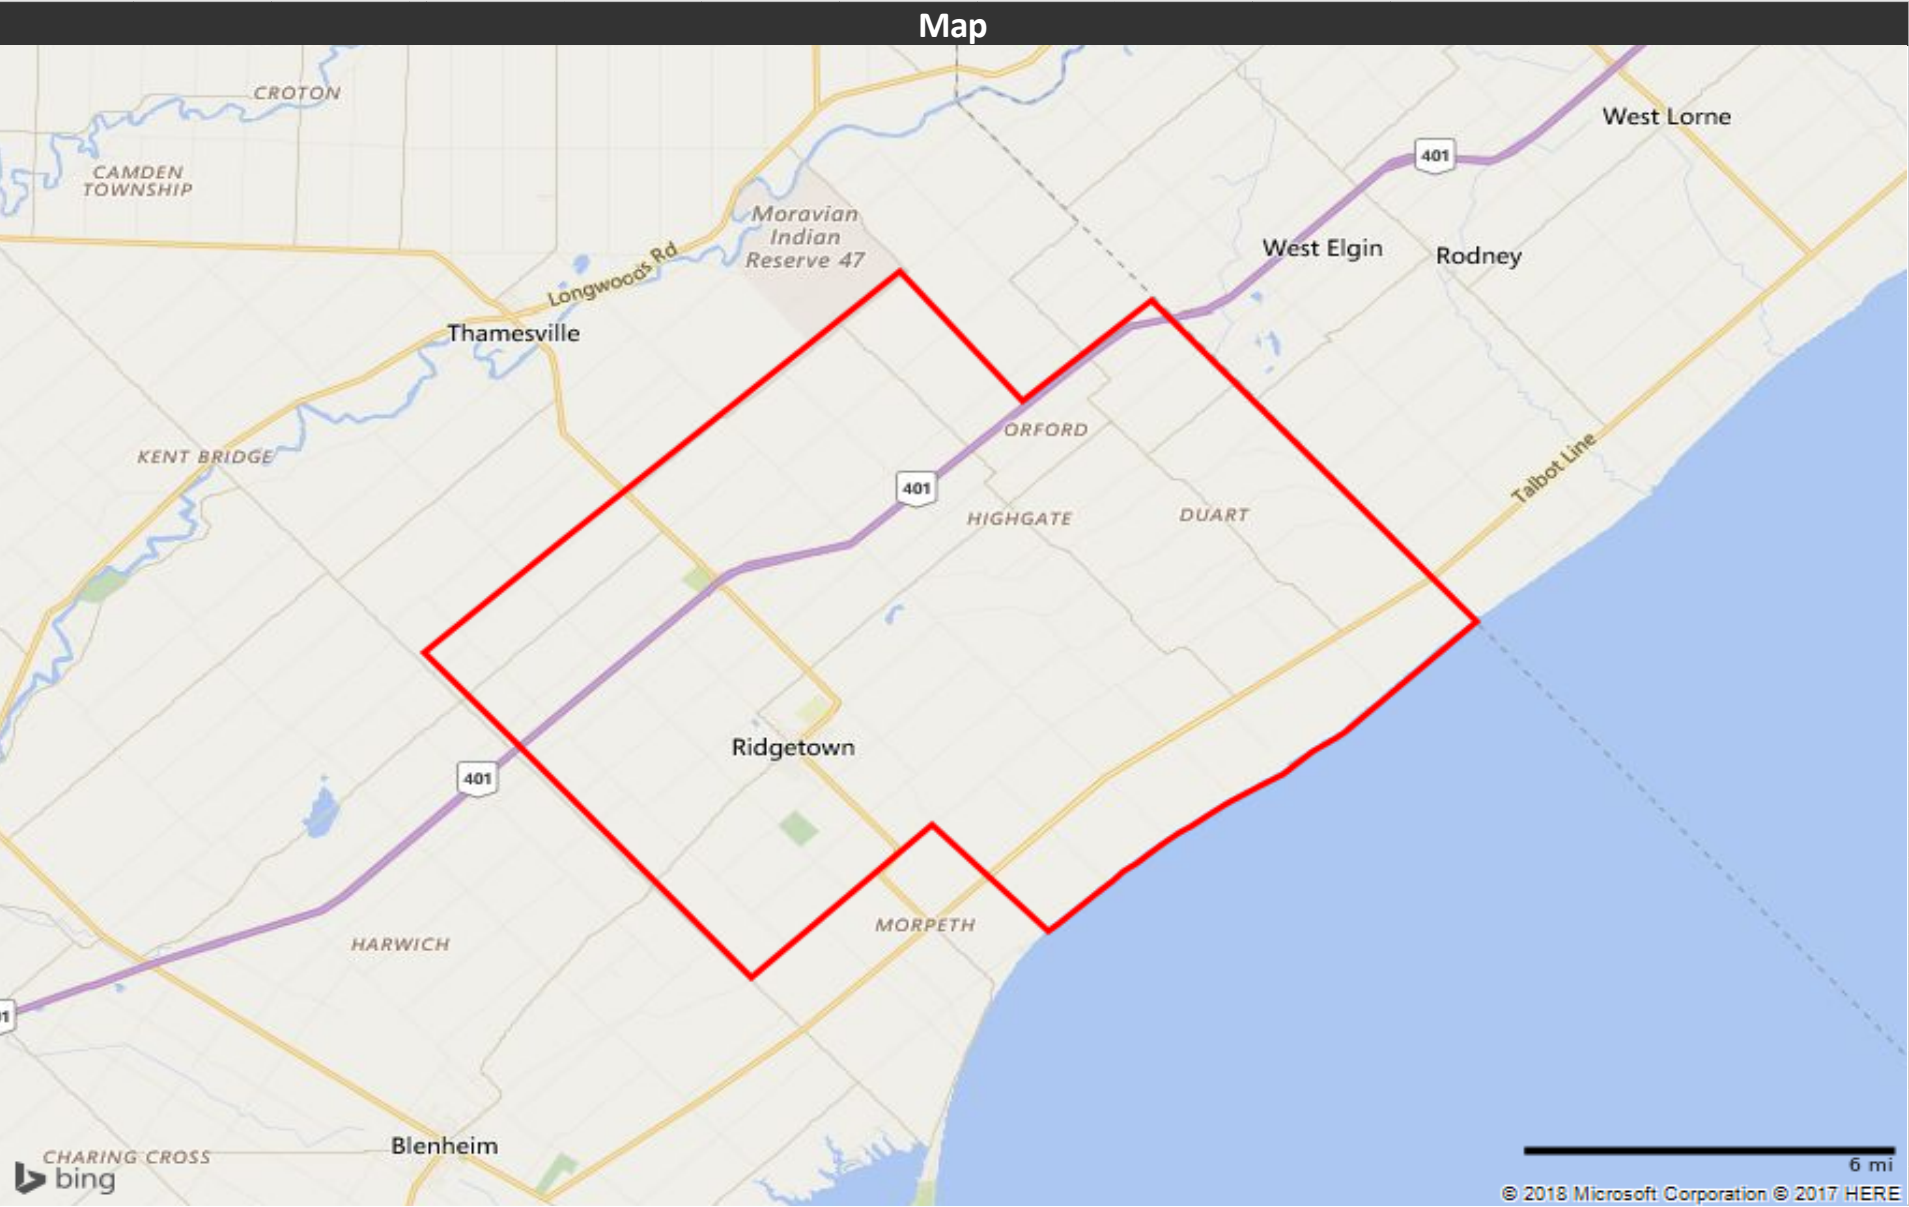 Map
CROTON
West Lorne
401
CAMDEN
TOWNSHIP
Moravian
Indian
Reserve 47
West Elgin
Rodney
Longwoods Rd
Thamesville
ORFORD
KENT BRIDGE
Talbot Line
401
HIGHGATE
DUART
Ridgetown
401
MORPETH
HARWICH
Blenheim
CHARING CROSS
bing
6 mi
© 2018 Microsoft Corporation © 2017 HERE